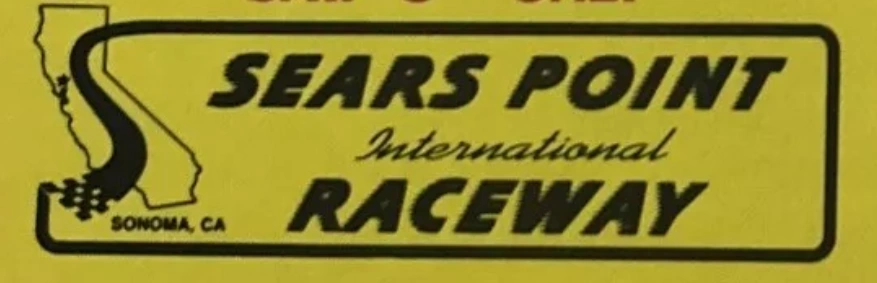 SEARS POINT
International
RACEWAY
SONOMA, CA